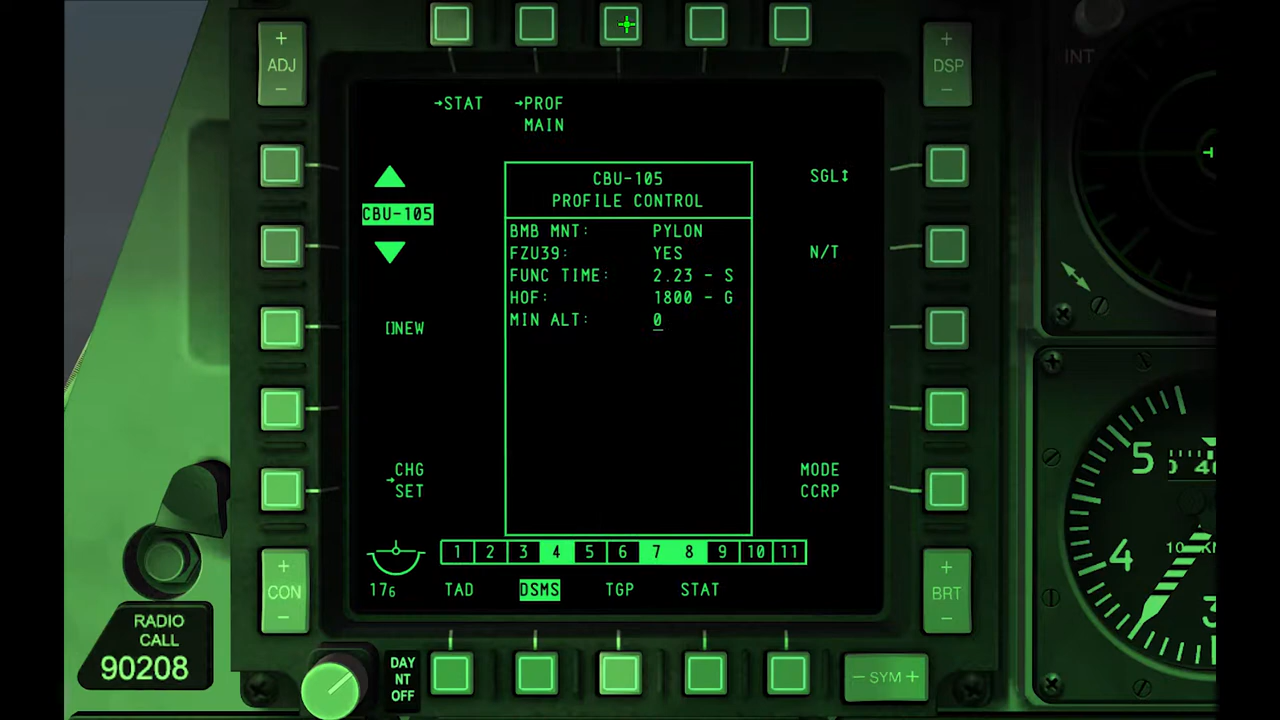 +
ADJ
−
+
DSP
−
INT
→STAT
→PROF
MAIN
CBU-105
PROFILE CONTROL
SGL↕
CBU-105
BMB MNT: PYLON
FZU39: YES
N/T
FUNC TIME: 2.23 - S
HOF: 1800 - G
MIN ALT: 0
[]NEW
CHG
→
SET
MODE
CCRP
1 2 3 4 5 6 7 8 9 10 11
176
TAD DSMS TGP STAT
+
CON
−
+
BRT
−
RADIO
CALL
90208
DAY
NT
OFF
− SYM +
5
4
3